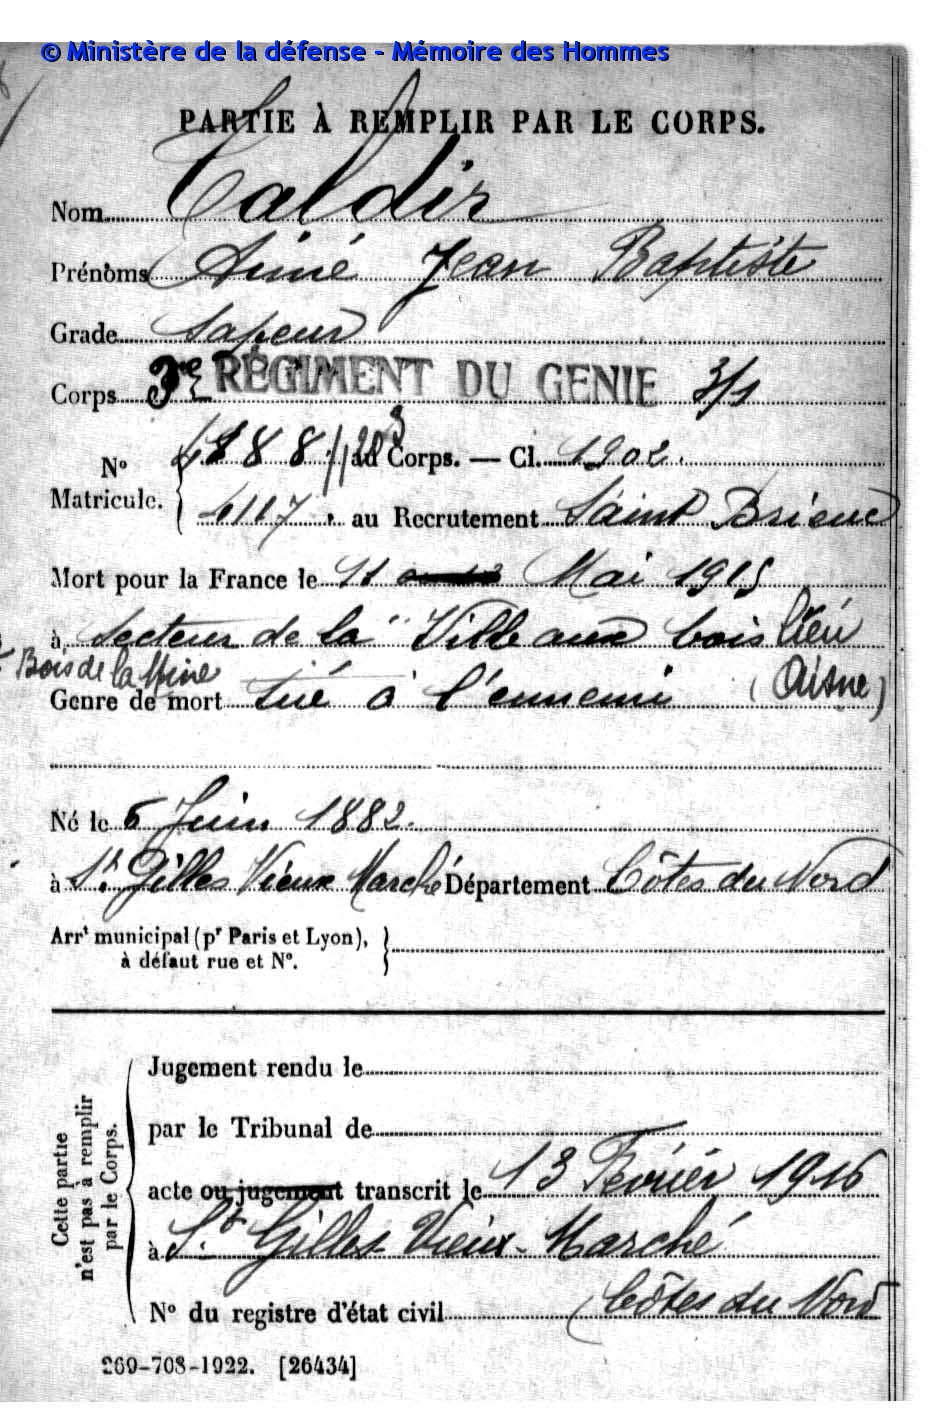 © Ministère de la défense - Mémoire des Hommes
PARTIE À REMPLIR PAR LE CORPS.
Nom Caldir
Prénoms Aimé Jean Baptiste
Grade Sapeur
Corps 3e RÉGIMENT DU GENIE 3/1
N° Matricule. au Corps. — Cl. 1902.
4117. au Recrutement Saint Brieuc
Mort pour la France le 11 Mai 1915
à Secteur de la Ville aux bois lieu
Bois de la Mine
Genre de mort tué à l'ennemi (Aisne)
Né le 5 Juin 1882.
à St Gilles Vieux Marché Département Côtes du Nord
Arrt municipal (pr Paris et Lyon),
à défaut rue et N°.
Cette partie n'est pas à remplir par le Corps.
Jugement rendu le
par le Tribunal de
acte ou jugement transcrit le 13 Février 1916
à St. Gilles Vieux-Marché
N° du registre d'état civil (Côtes du Nord
269-708-1922. [26434]